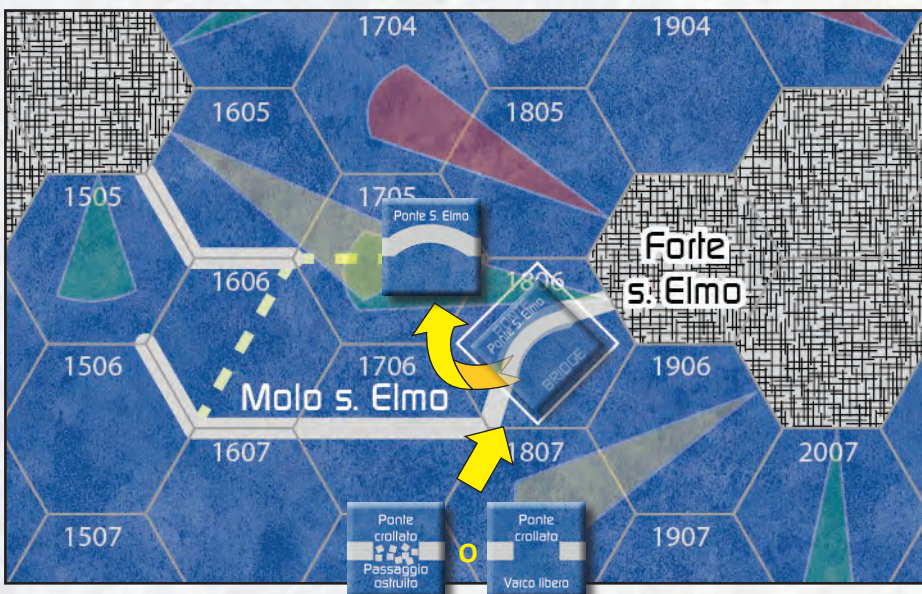 1704
1904
1605
1805
1505
1705
Ponte S. Elmo
Forte
s. Elmo
1606
1806
Ponte S. Elmo
BRIDGE
1506
1706
1906
Molo s. Elmo
1607
1807
2007
1507
Ponte
crollato
Passaggio
ostruito
o
Ponte
crollato
Varco libero
1907